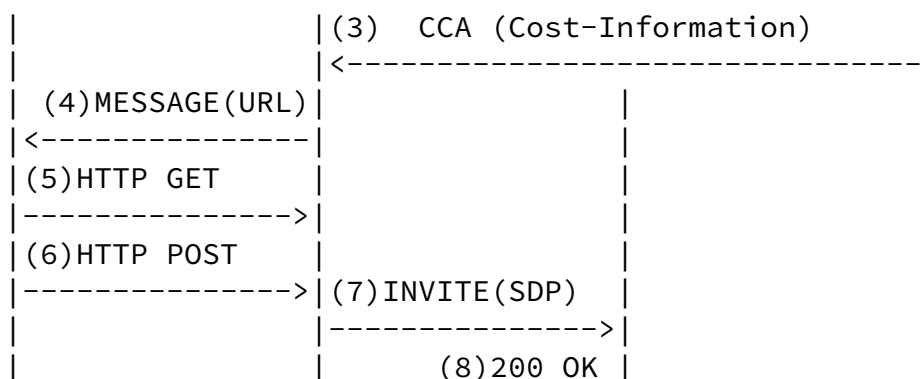 |               |(3)  CCA (Cost-Information)
|               |<--------------------------------
| (4)MESSAGE(URL)|                |
|<---------------|                |
|(5)HTTP GET     |                |
|--------------->|                |
|(6)HTTP POST    |                |
|--------------->|(7)INVITE(SDP)  |
|                |--------------->|
|                |      (8)200 OK |